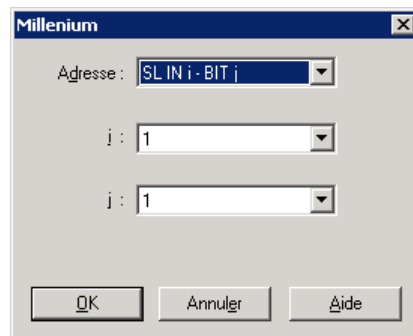 Millenium
Adresse : SL IN i - BIT j
i : 1
j : 1
OK Annuler Aide